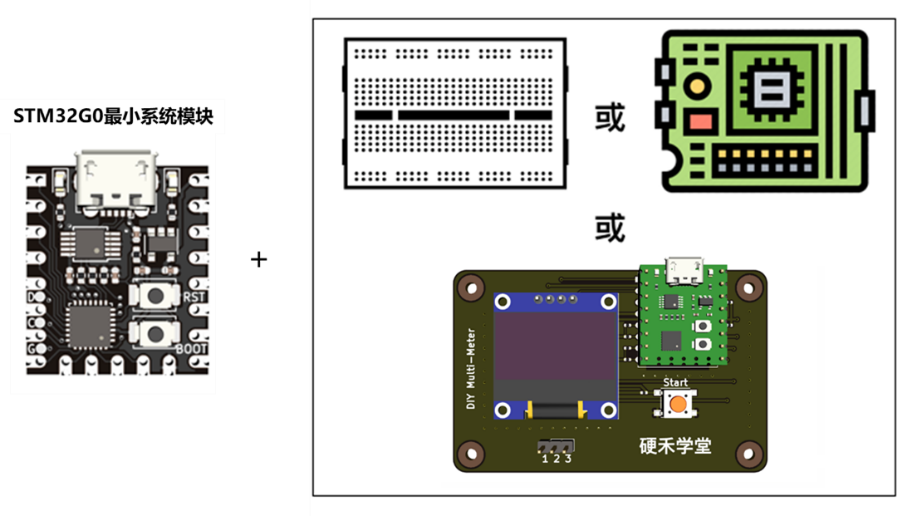 STM32G0最小系统模块
RST
BOOT
+
或
或
DIY Multi-Meter
Start
1 2 3
硬禾学堂